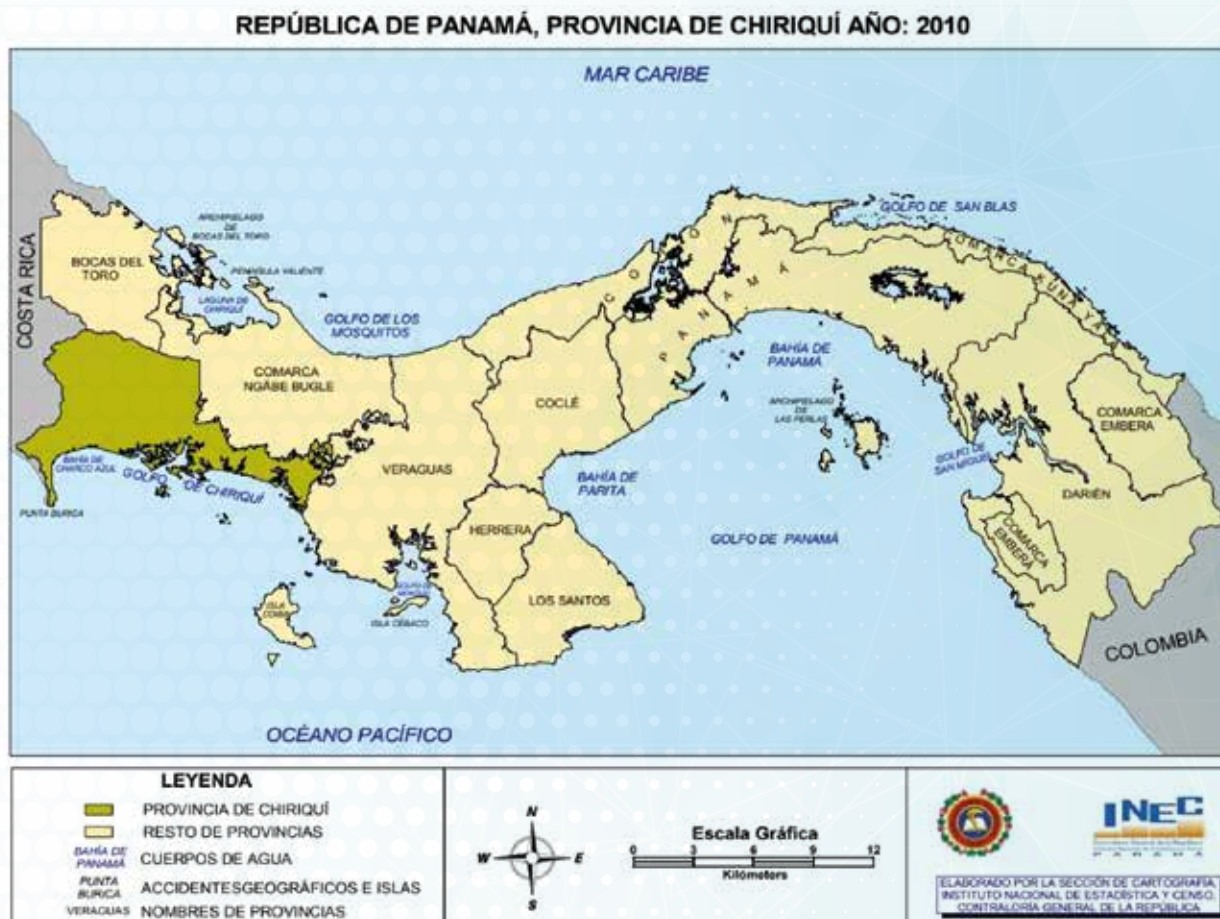 REPÚBLICA DE PANAMÁ, PROVINCIA DE CHIRIQUÍ AÑO: 2010
MAR CARIBE
COSTA RICA
BOCAS DEL
TORO
ARCHIPIELAGO
DE
BOCAS DEL TORO
PENÍNSULA VALIENTE
LAGUNA DE
CHIRIQUÍ
GOLFO DE LOS
MOSQUITOS
COLÓN
GOLFO DE SAN BLAS
COMARCA KUNA YALA
PANAMÁ
COMARCA
NGÄBE BUGLE
COCLÉ
BAHÍA DE
PANAMÁ
ARCHIPIELAGO
DE
LAS PERLAS
COMARCA
EMBERA
VERAGUAS
BAHÍA DE
CHARCO AZUL
GOLFO DE CHIRIQUÍ
PUNTA BURICA
BAHÍA DE
PARITA
GOLFO DE
SAN MIGUEL
DARIÉN
HERRERA
GOLFO DE PANAMÁ
COMARCA
EMBERA
LOS SANTOS
ISLA
COIBA
ISLA CÉBACO
COLOMBIA
OCÉANO PACÍFICO
LEYENDA
PROVINCIA DE CHIRIQUÍ
RESTO DE PROVINCIAS
BAHÍA DE
PANAMÁ
CUERPOS DE AGUA
PUNTA
BURICA
ACCIDENTESGEOGRÁFICOS E ISLAS
VERAGUAS NOMBRES DE PROVINCIAS
N
W E
S
Escala Gráfica
0 3 6 9 12
Kilómeters
INEC
PANAMÁ
ELABORADO POR LA SECCIÓN DE CARTOGRAFÍA,
INSTITUTO NACIONAL DE ESTADÍSTICA Y CENSO,
CONTRALORÍA GENERAL DE LA REPÚBLICA